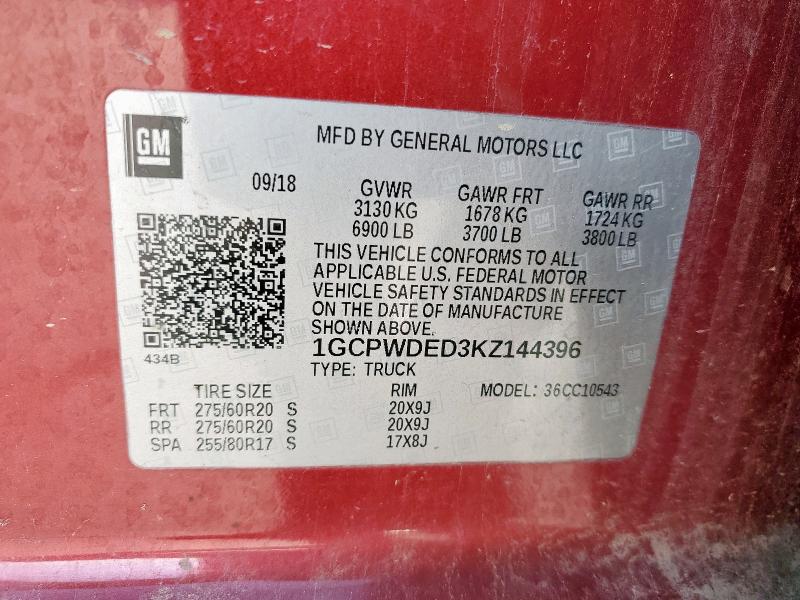 GM
MFD BY GENERAL MOTORS LLC
09/18
GVWR GAWR FRT GAWR RR
3130 KG 1678 KG 1724 KG
6900 LB 3700 LB 3800 LB
THIS VEHICLE CONFORMS TO ALL
APPLICABLE U.S. FEDERAL MOTOR
VEHICLE SAFETY STANDARDS IN EFFECT
ON THE DATE OF MANUFACTURE
SHOWN ABOVE.
434B
1GCPWDED3KZ144396
TYPE: TRUCK
TIRE SIZE RIM MODEL: 36CC10543
FRT 275/60R20 S 20X9J
RR 275/60R20 S 20X9J
SPA 255/80R17 S 17X8J